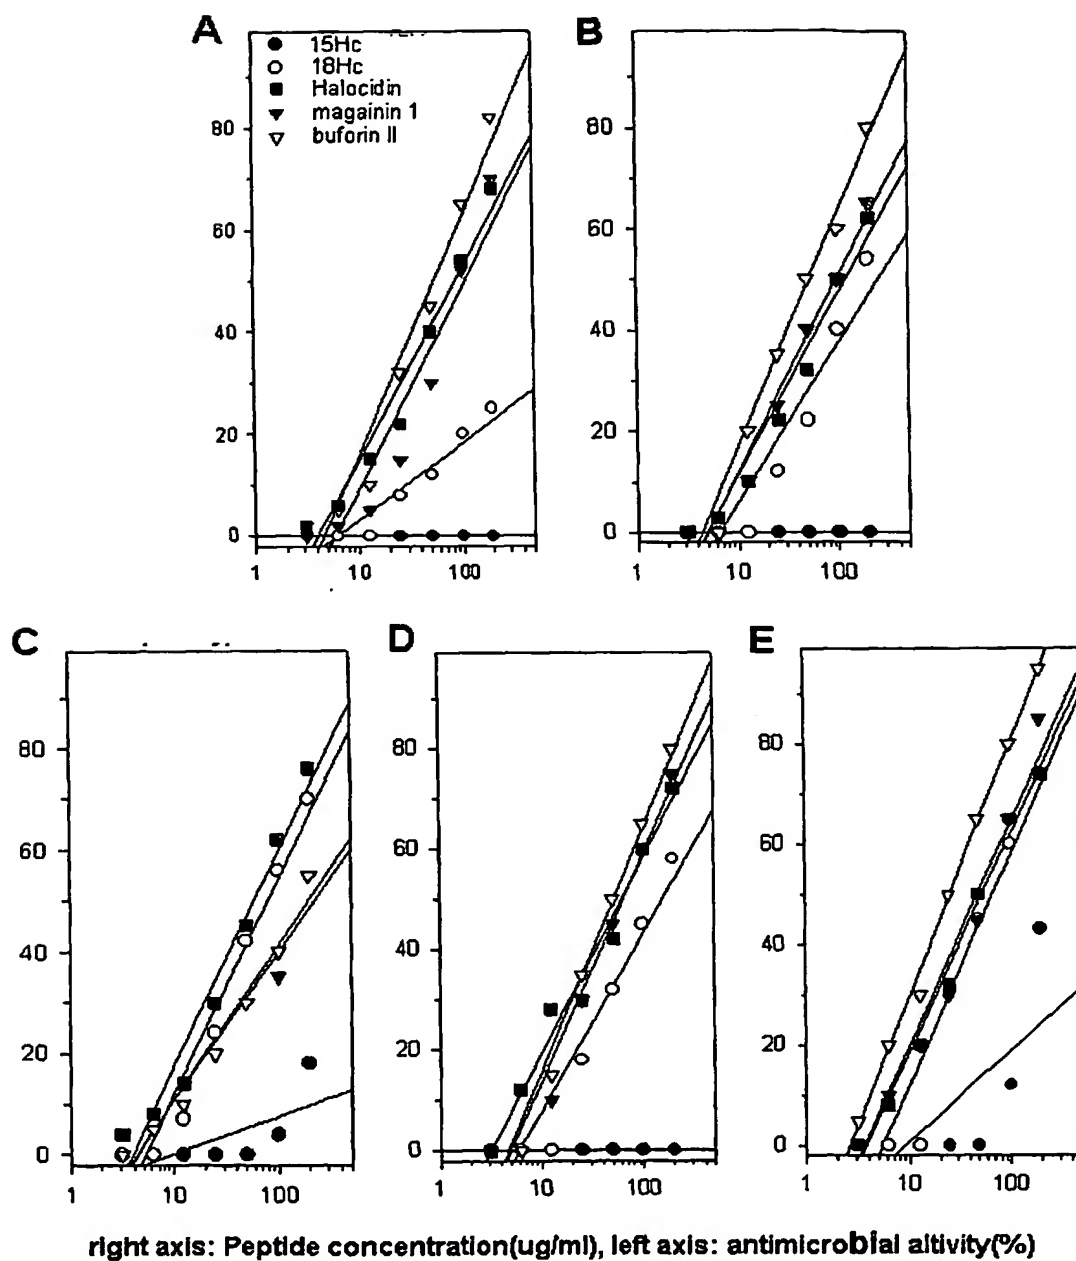 A
15Hc
18Hc
Halocidin
magainin 1
buforin II
80
60
40
20
0
1 10 100
B
80
60
40
20
0
1 10 100
C
80
60
40
20
0
1 10 100
D
80
60
40
20
0
1 10 100
E
80
60
40
20
0
1 10 100
right axis: Peptide concentration(ug/ml), left axis: antimicrobial altivity(%)